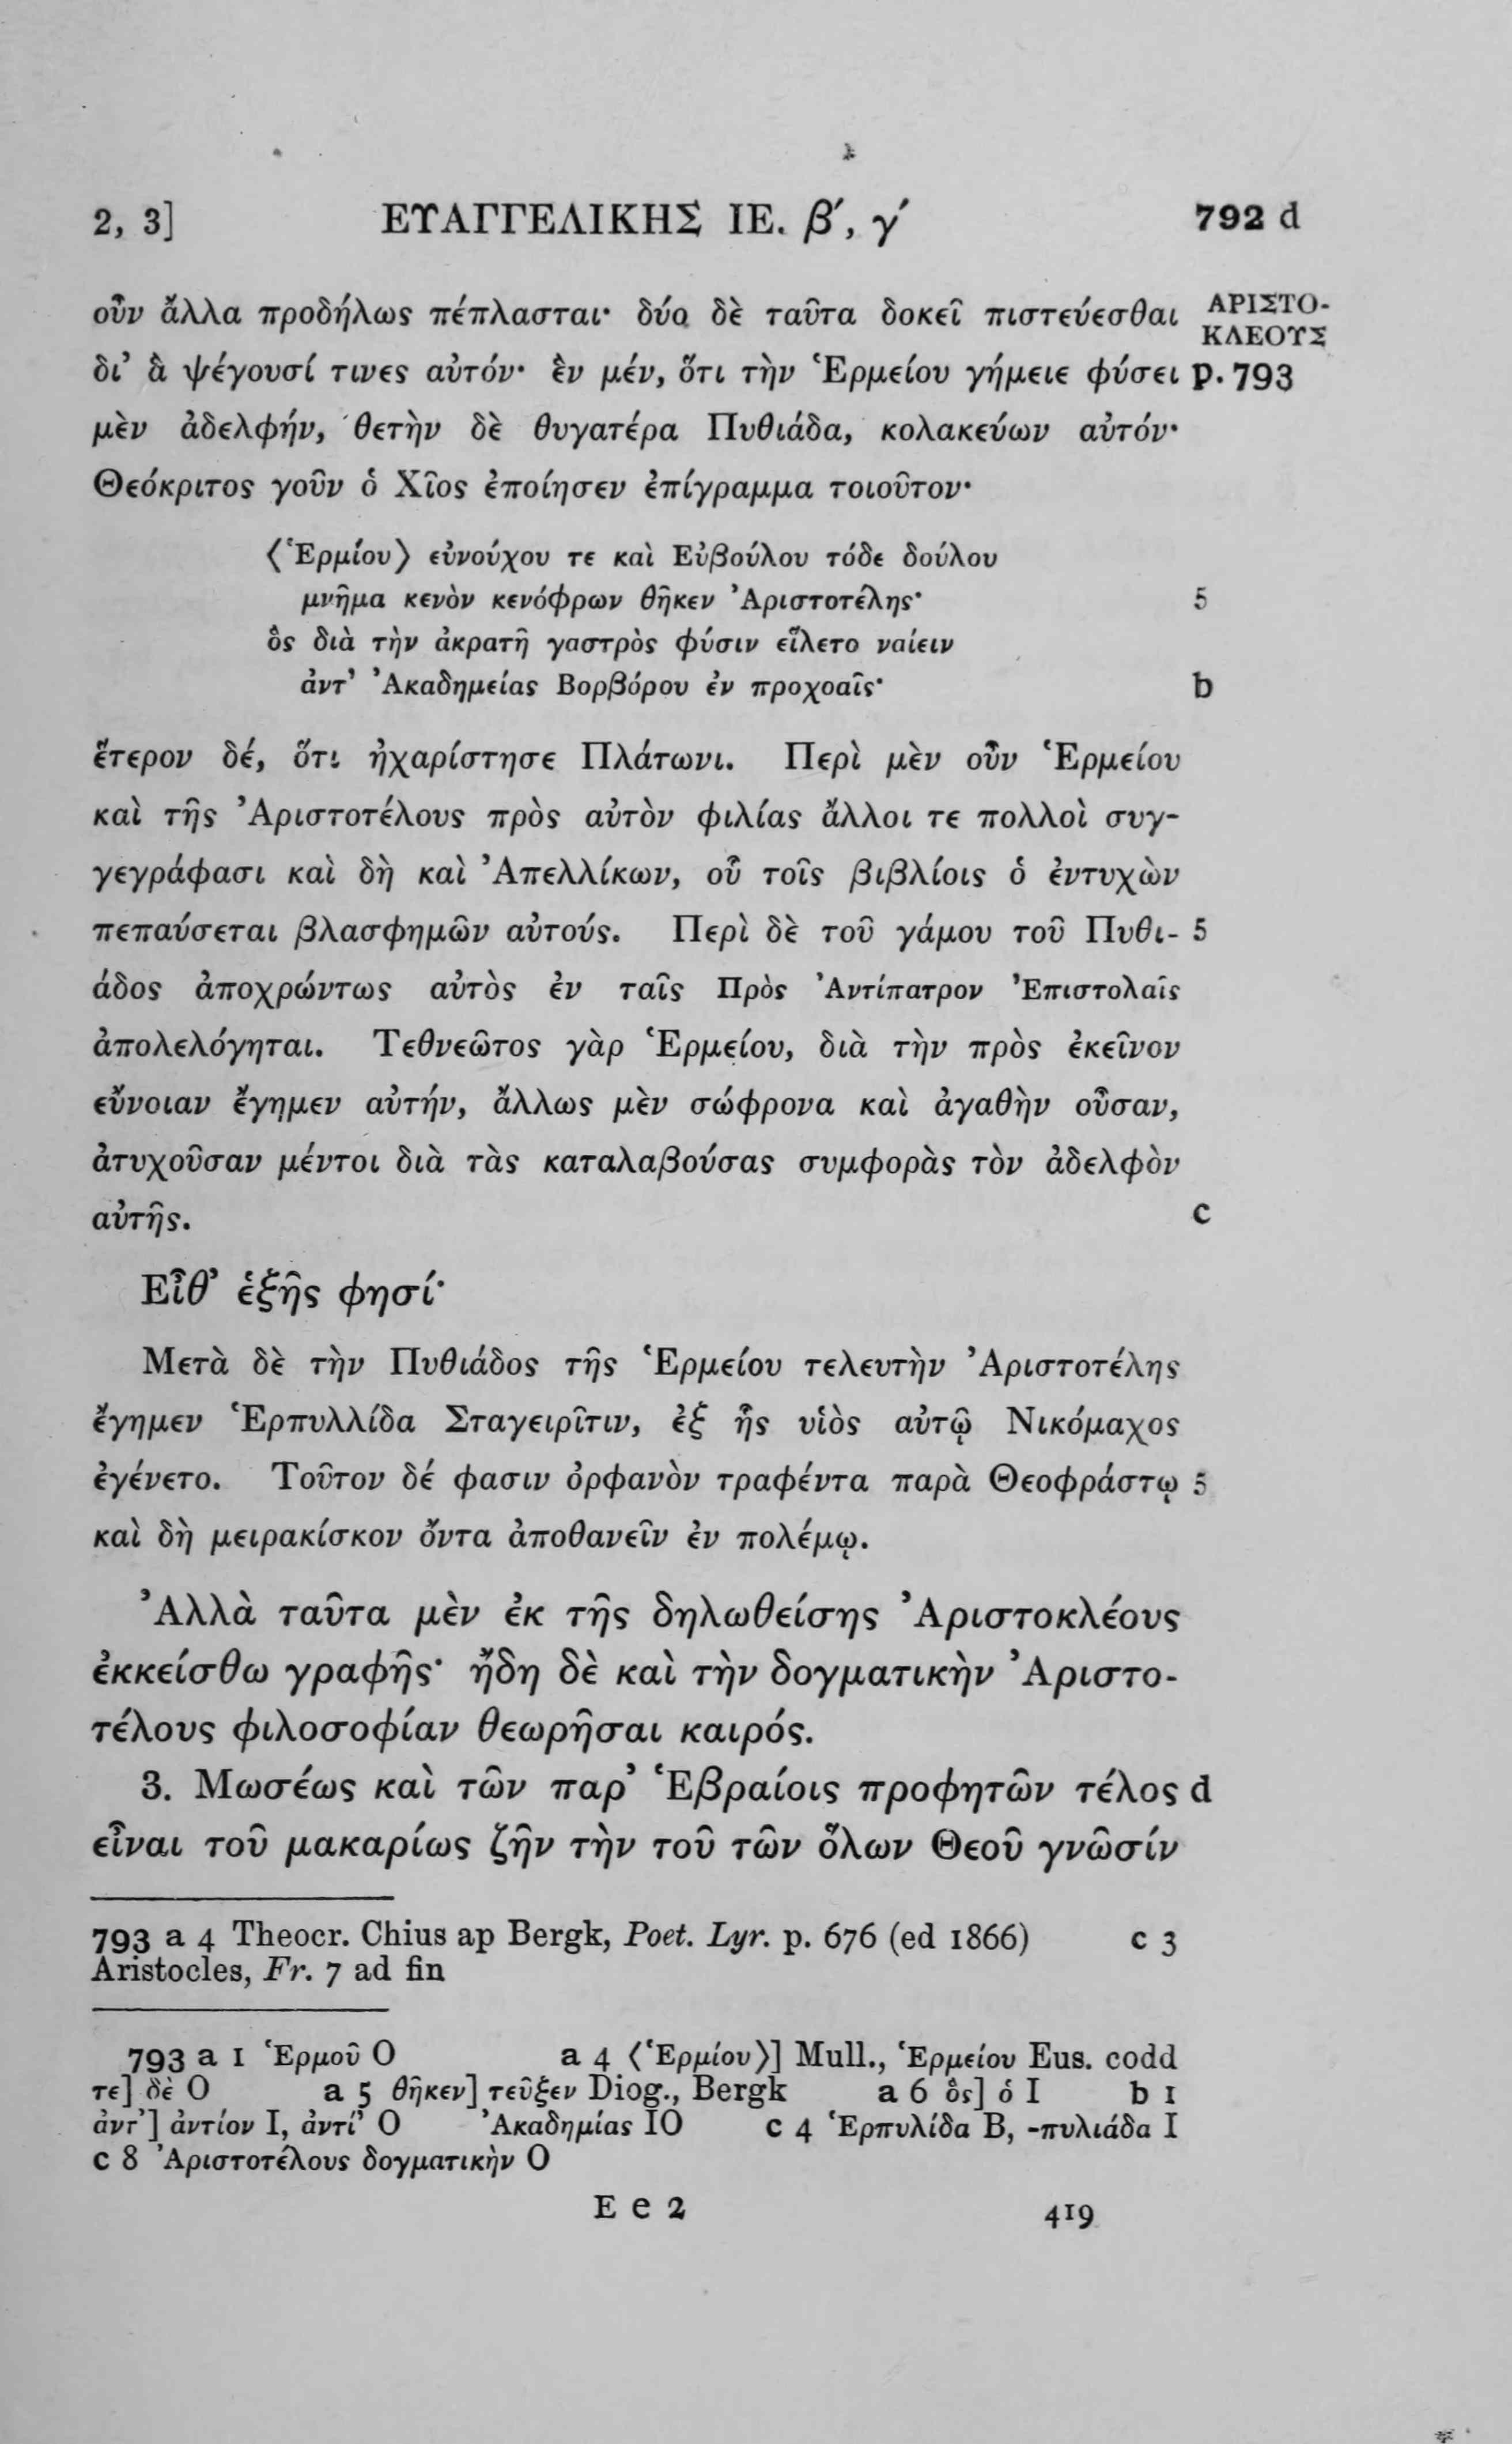 2, 3] ΕΥΑΓΓΕΛΙΚΗΣ ΙΕ. β′, γ′ 792 d
οὖν ἄλλα προδήλως πέπλασται· δύο δὲ ταῦτα δοκεῖ πιστεύεσθαι ΑΡΙΣΤΟ-
ΚΛΕΟΥΣ
δι’ ἃ ψέγουσί τινες αὐτόν· ἓν μέν, ὅτι τὴν Ἑρμείου γήμειε φύσει p. 793
μὲν ἀδελφήν, θετὴν δὲ θυγατέρα Πυθιάδα, κολακεύων αὐτόν·
Θεόκριτος γοῦν ὁ Χῖος ἐποίησεν ἐπίγραμμα τοιοῦτον·
⟨Ἑρμίου⟩ εὐνούχου τε καὶ Εὐβούλου τόδε δούλου
μνῆμα κενὸν κενόφρων θῆκεν Ἀριστοτέλης· 5
ὃς διὰ τὴν ἀκρατῆ γαστρὸς φύσιν εἵλετο ναίειν
ἀντ’ Ἀκαδημείας Βορβόρου ἐν προχοαῖς· b
ἕτερον δέ, ὅτι ἠχαρίστησε Πλάτωνι. Περὶ μὲν οὖν Ἑρμείου
καὶ τῆς Ἀριστοτέλους πρὸς αὐτὸν φιλίας ἄλλοι τε πολλοὶ συγ-
γεγράφασι καὶ δὴ καὶ Ἀπελλίκων, οὗ τοῖς βιβλίοις ὁ ἐντυχὼν
πεπαύσεται βλασφημῶν αὐτούς. Περὶ δὲ τοῦ γάμου τοῦ Πυθι- 5
άδος ἀποχρώντως αὐτὸς ἐν ταῖς Πρὸς Ἀντίπατρον Ἐπιστολαῖς
ἀπολελόγηται. Τεθνεῶτος γὰρ Ἑρμείου, διὰ τὴν πρὸς ἐκεῖνον
εὔνοιαν ἔγημεν αὐτήν, ἄλλως μὲν σώφρονα καὶ ἀγαθὴν οὖσαν,
ἀτυχοῦσαν μέντοι διὰ τὰς καταλαβούσας συμφορὰς τὸν ἀδελφὸν
αὐτῆς. c
Εἶθ’ ἑξῆς φησί·
Μετὰ δὲ τὴν Πυθιάδος τῆς Ἑρμείου τελευτὴν Ἀριστοτέλης
ἔγημεν Ἑρπυλλίδα Σταγειρῖτιν, ἐξ ἧς υἱὸς αὐτῷ Νικόμαχος
ἐγένετο. Τοῦτον δέ φασιν ὀρφανὸν τραφέντα παρὰ Θεοφράστῳ 5
καὶ δὴ μειρακίσκον ὄντα ἀποθανεῖν ἐν πολέμῳ.
Ἀλλὰ ταῦτα μὲν ἐκ τῆς δηλωθείσης Ἀριστοκλέους
ἐκκείσθω γραφῆς· ἤδη δὲ καὶ τὴν δογματικὴν Ἀριστο-
τέλους φιλοσοφίαν θεωρῆσαι καιρός.
3. Μωσέως καὶ τῶν παρ’ Ἑβραίοις προφητῶν τέλος d
εἶναι τοῦ μακαρίως ζῆν τὴν τοῦ τῶν ὅλων Θεοῦ γνῶσίν
793 a 4 Theocr. Chius ap Bergk, Poet. Lyr. p. 676 (ed 1866) c 3
Aristocles, Fr. 7 ad fin
793 a 1 Ἑρμοῦ O a 4 ⟨Ἑρμίου⟩] Mull., Ἑρμείου Eus. codd
τε] δὲ O a 5 θῆκεν] τεῦξεν Diog., Bergk a 6 ὃς] ὁ I b 1
ἀντ’] ἀντίον I, ἀντί’ O Ἀκαδημίας IO c 4 Ἑρπυλίδα B, -πυλιάδα I
c 8 Ἀριστοτέλους δογματικὴν O
E e 2 419